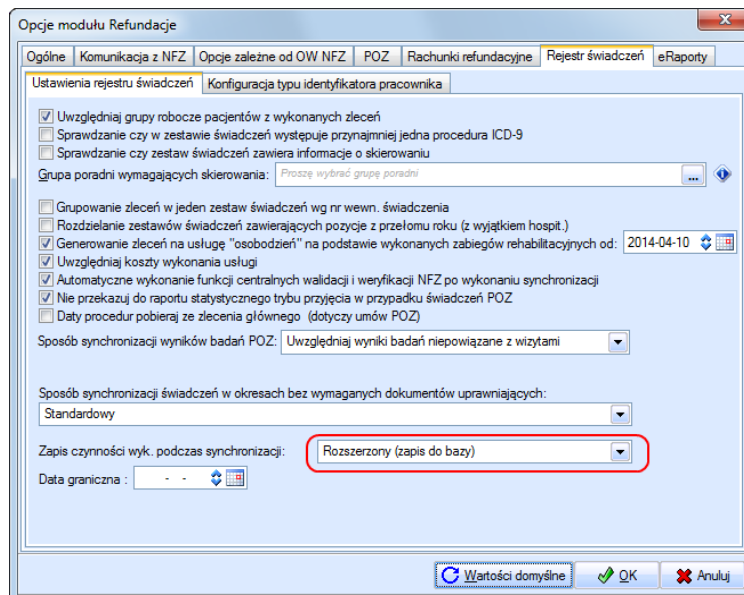 Opcje modułu Refundacje
Ogólne Komunikacja z NFZ Opcje zależne od OW NFZ POZ Rachunki refundacyjne Rejestr świadczeń eRaporty
Ustawienia rejestru świadczeń Konfiguracja typu identyfikatora pracownika
Uwzględniaj grupy robocze pacjentów z wykonanych zleceń
Sprawdzanie czy w zestawie świadczeń występuje przynajmniej jedna procedura ICD-9
Sprawdzanie czy zestaw świadczeń zawiera informacje o skierowaniu
Grupa poradni wymagających skierowania: Proszę wybrać grupę poradni ...
Grupowanie zleceń w jeden zestaw świadczeń wg nr wewn. świadczenia
Rozdzielanie zestawów świadczeń zawierających pozycje z przełomu roku (z wyjątkiem hospit.)
Generowanie zleceń na usługę "osobodzień" na podstawie wykonanych zabiegów rehabilitacyjnych od: 2014-04-10
Uwzględniaj koszty wykonania usługi
Automatyczne wykonanie funkcji centralnych walidacji i weryfikacji NFZ po wykonaniu synchronizacji
Nie przekazuj do raportu statystycznego trybu przyjęcia w przypadku świadczeń POZ
Daty procedur pobieraj ze zlecenia głównego (dotyczy umów POZ)
Sposób synchronizacji wyników badań POZ: Uwzględniaj wyniki badań niepowiązane z wizytami
Sposób synchronizacji świadczeń w okresach bez wymaganych dokumentów uprawniających:
Standardowy
Zapis czynności wyk. podczas synchronizacji: Rozszerzony (zapis do bazy)
Data graniczna : - -
Wartości domyślne OK Anuluj